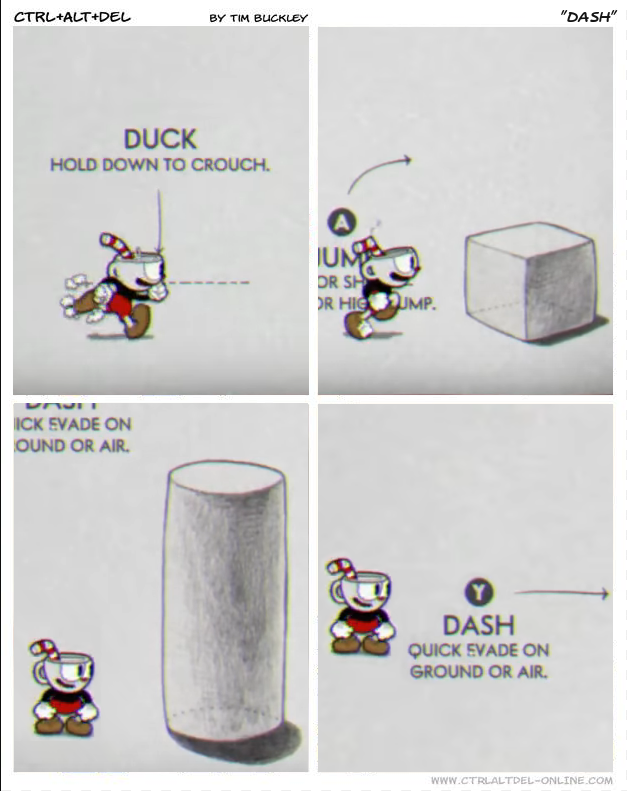 CTRL+ALT+DEL
BY TIM BUCKLEY
"DASH"
DUCK
HOLD DOWN TO CROUCH.
A
UM
OR SH
OR HIG UMP.
DASH
ICK EVADE ON
OUND OR AIR.
Y
DASH
QUICK EVADE ON
GROUND OR AIR.
WWW.CTRLALTDEL-ONLINE.COM